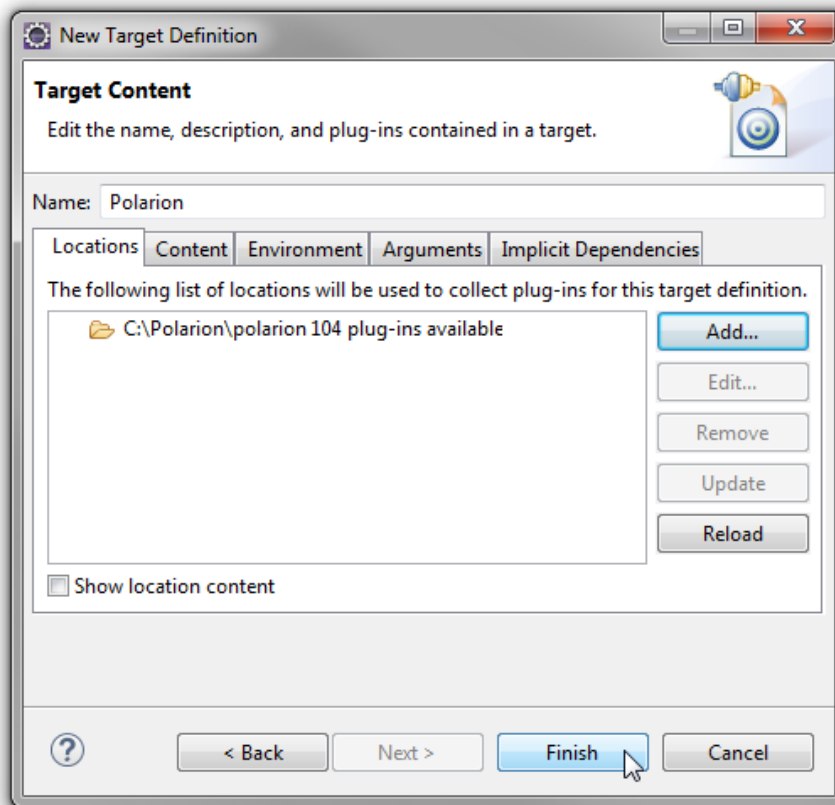 New Target Definition
Target Content
Edit the name, description, and plug-ins contained in a target.
Name: Polarion
Locations Content Environment Arguments Implicit Dependencies
The following list of locations will be used to collect plug-ins for this target definition.
C:\Polarion\polarion 104 plug-ins available
Add...
Edit...
Remove
Update
Reload
Show location content
? < Back Next > Finish Cancel